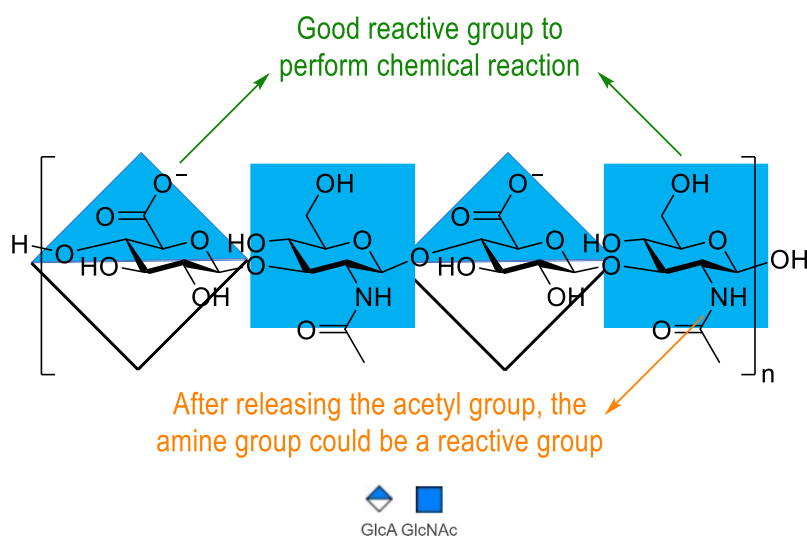 Good reactive group to
perform chemical reaction
O− O−
OH OH
O O
H O O HO O O O HO O OH
HO O HO O
OH NH OH NH
O O
n
After releasing the acetyl group, the
amine group could be a reactive group
GlcA GlcNAc